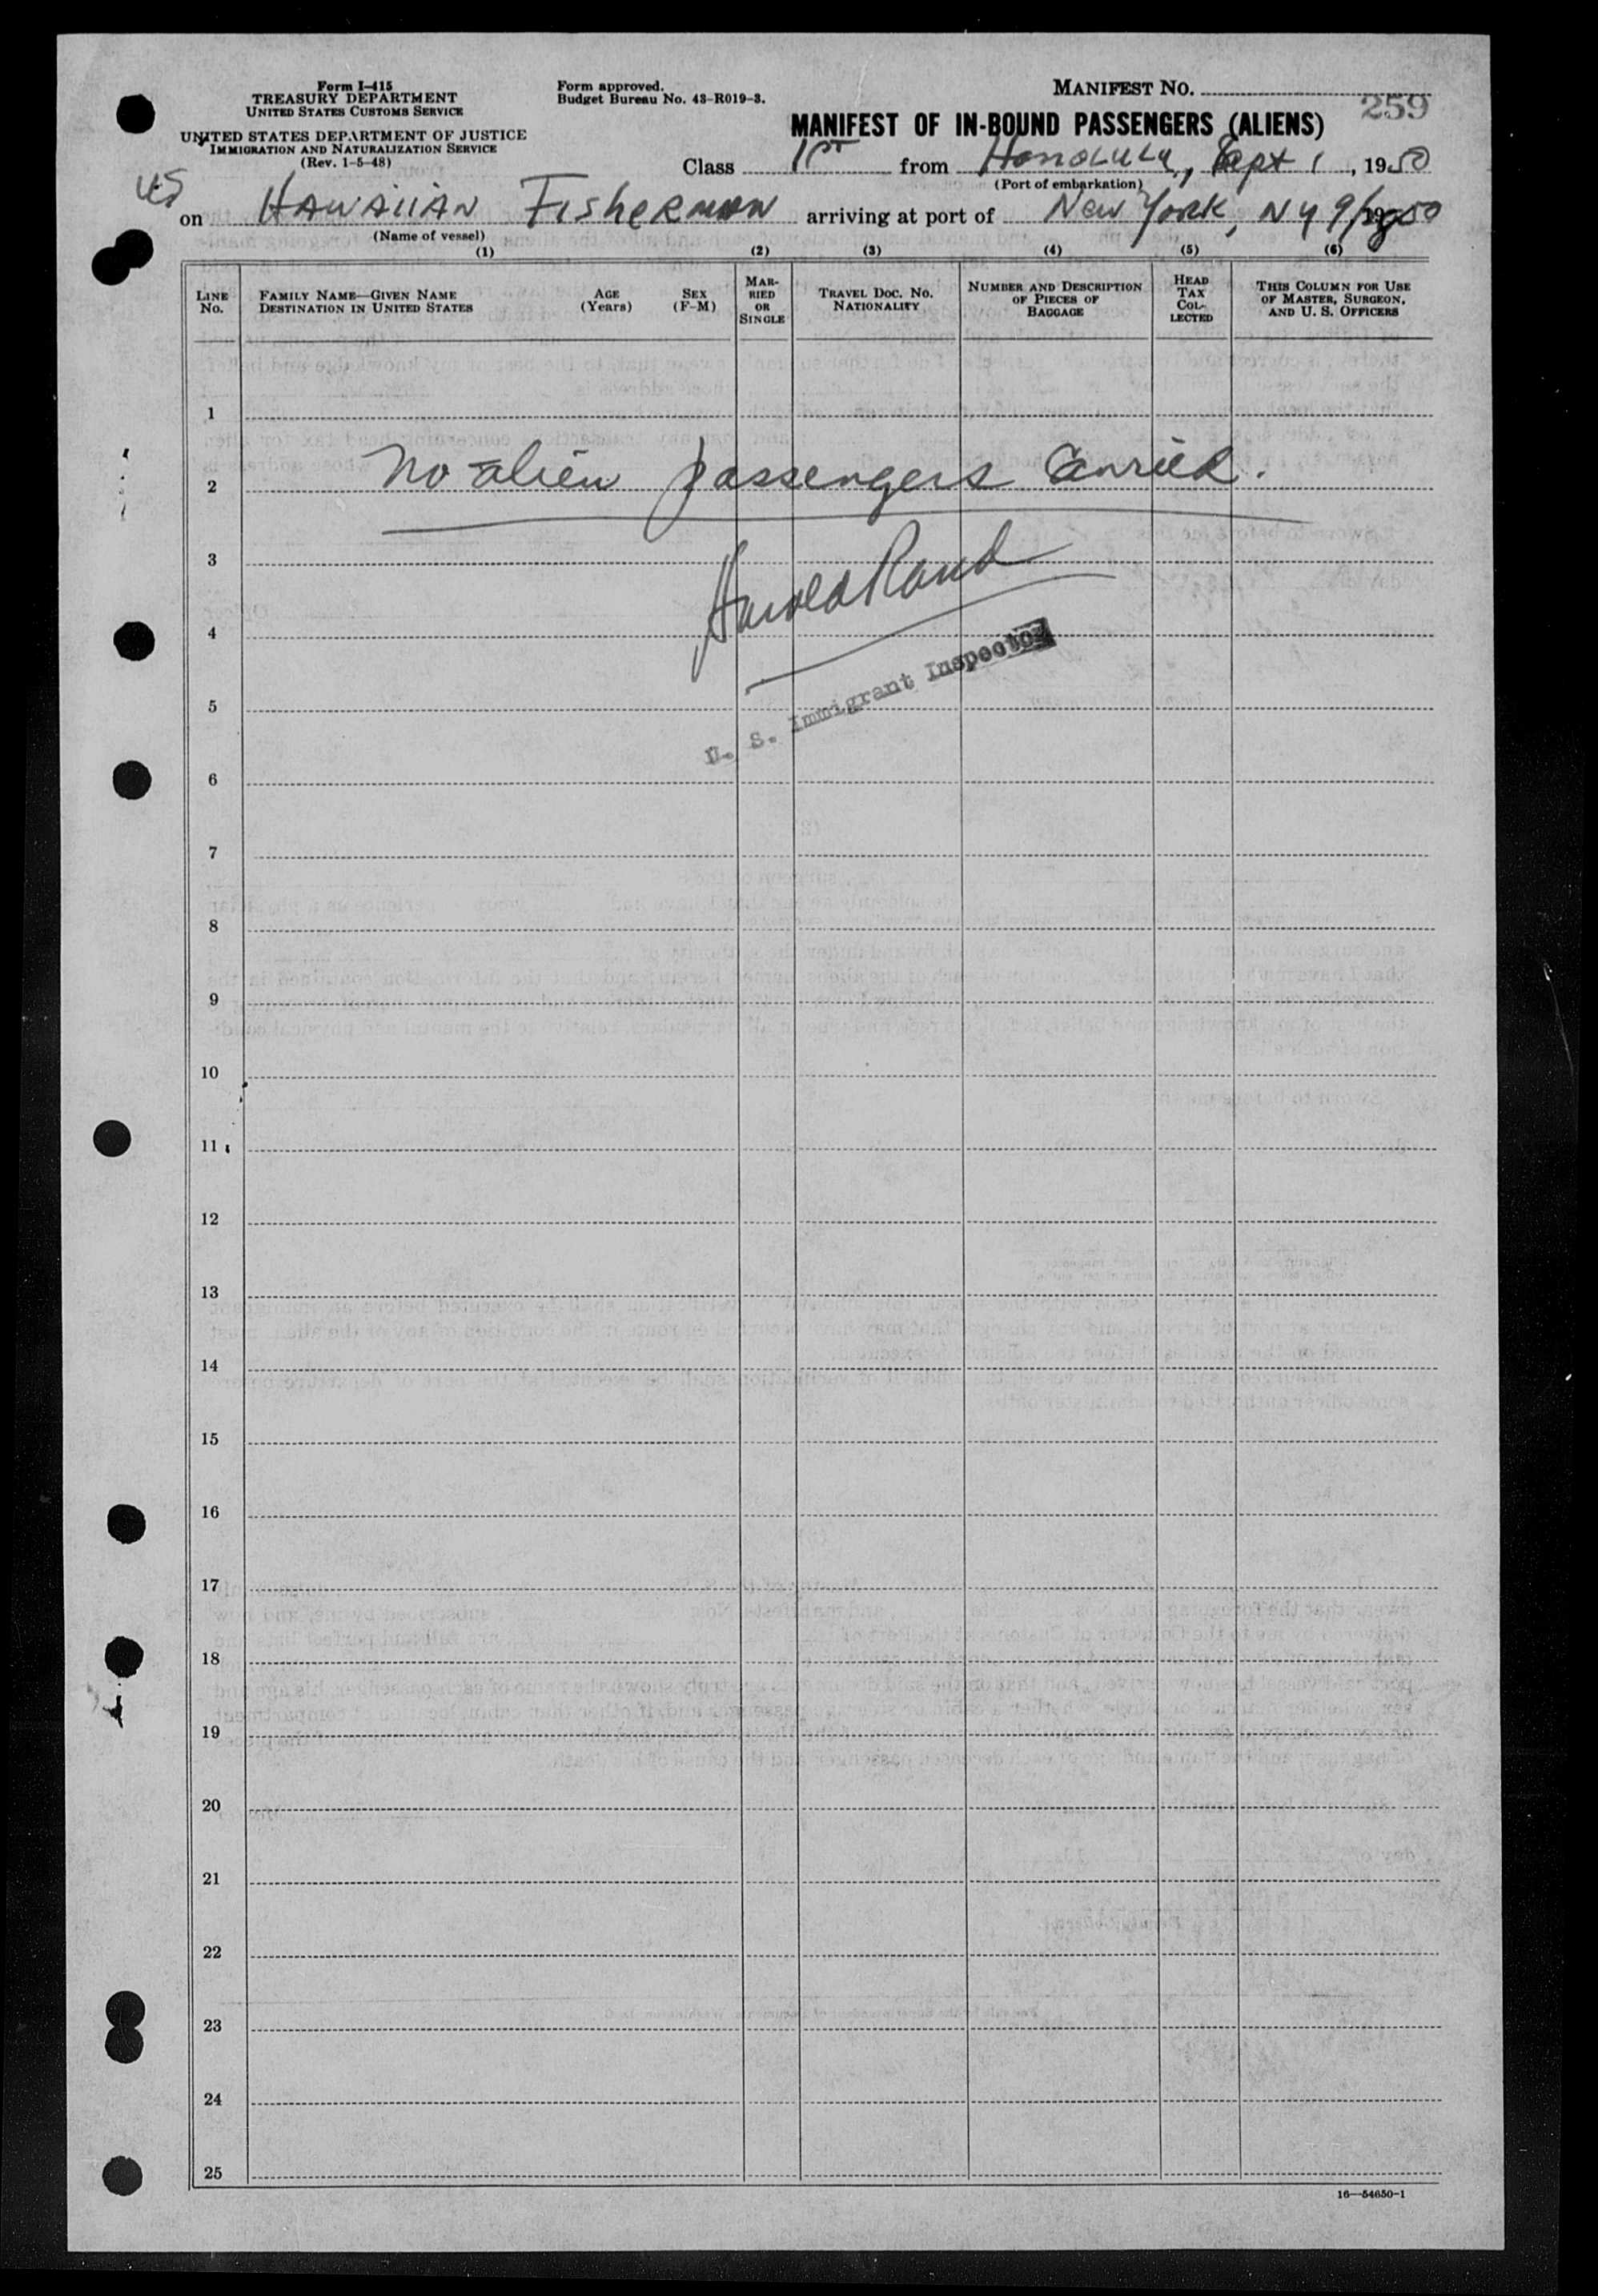 Form I-415
TREASURY DEPARTMENT
UNITED STATES CUSTOMS SERVICE
UNITED STATES DEPARTMENT OF JUSTICE
IMMIGRATION AND NATURALIZATION SERVICE
(Rev. 1-5-48)
Form approved.
Budget Bureau No. 43-R019-3.
MANIFEST No.
259
MANIFEST OF IN-BOUND PASSENGERS (ALIENS)
Class 1ST from Honolulu, Sept 1, 1950
(Port of embarkation)
US
on HAWAIIAN FISHERMAN arriving at port of New York, NY 9/ 1950
(Name of vessel)
(1) (2) (3) (4) (5) (6)
LINE No.
FAMILY NAME—GIVEN NAME
DESTINATION IN UNITED STATES
AGE (Years)
SEX (F-M)
MARRIED OR SINGLE
TRAVEL DOC. NO.
NATIONALITY
NUMBER AND DESCRIPTION OF PIECES OF BAGGAGE
HEAD TAX COLLECTED
THIS COLUMN FOR USE OF MASTER, SURGEON, AND U. S. OFFICERS
1
2 No alien passengers carried.
3
Harold Rand
4
U. S. Immigrant Inspector
5
6
7
8
9
10
11
12
13
14
15
16
17
18
19
20
21
22
23
24
25
16—54650-1